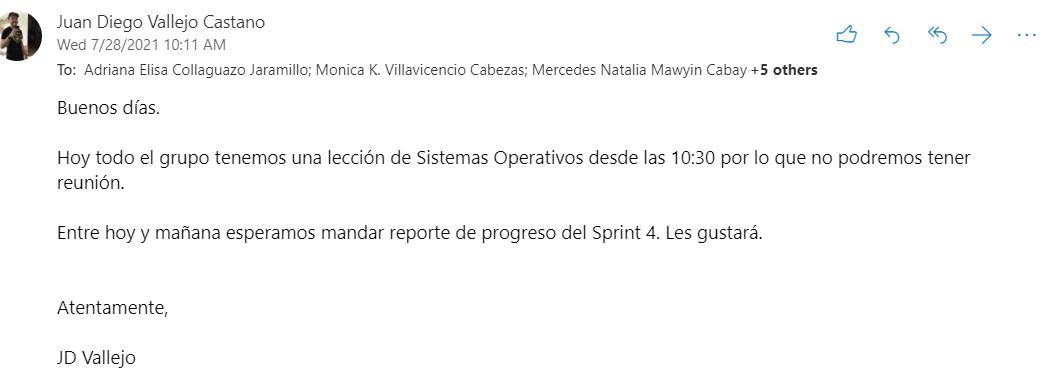 Juan Diego Vallejo Castano
Wed 7/28/2021 10:11 AM
To: Adriana Elisa Collaguazo Jaramillo; Monica K. Villavicencio Cabezas; Mercedes Natalia Mawyin Cabay +5 others
Buenos días.
Hoy todo el grupo tenemos una lección de Sistemas Operativos desde las 10:30 por lo que no podremos tener
reunión.
Entre hoy y mañana esperamos mandar reporte de progreso del Sprint 4. Les gustará.
Atentamente,
JD Vallejo